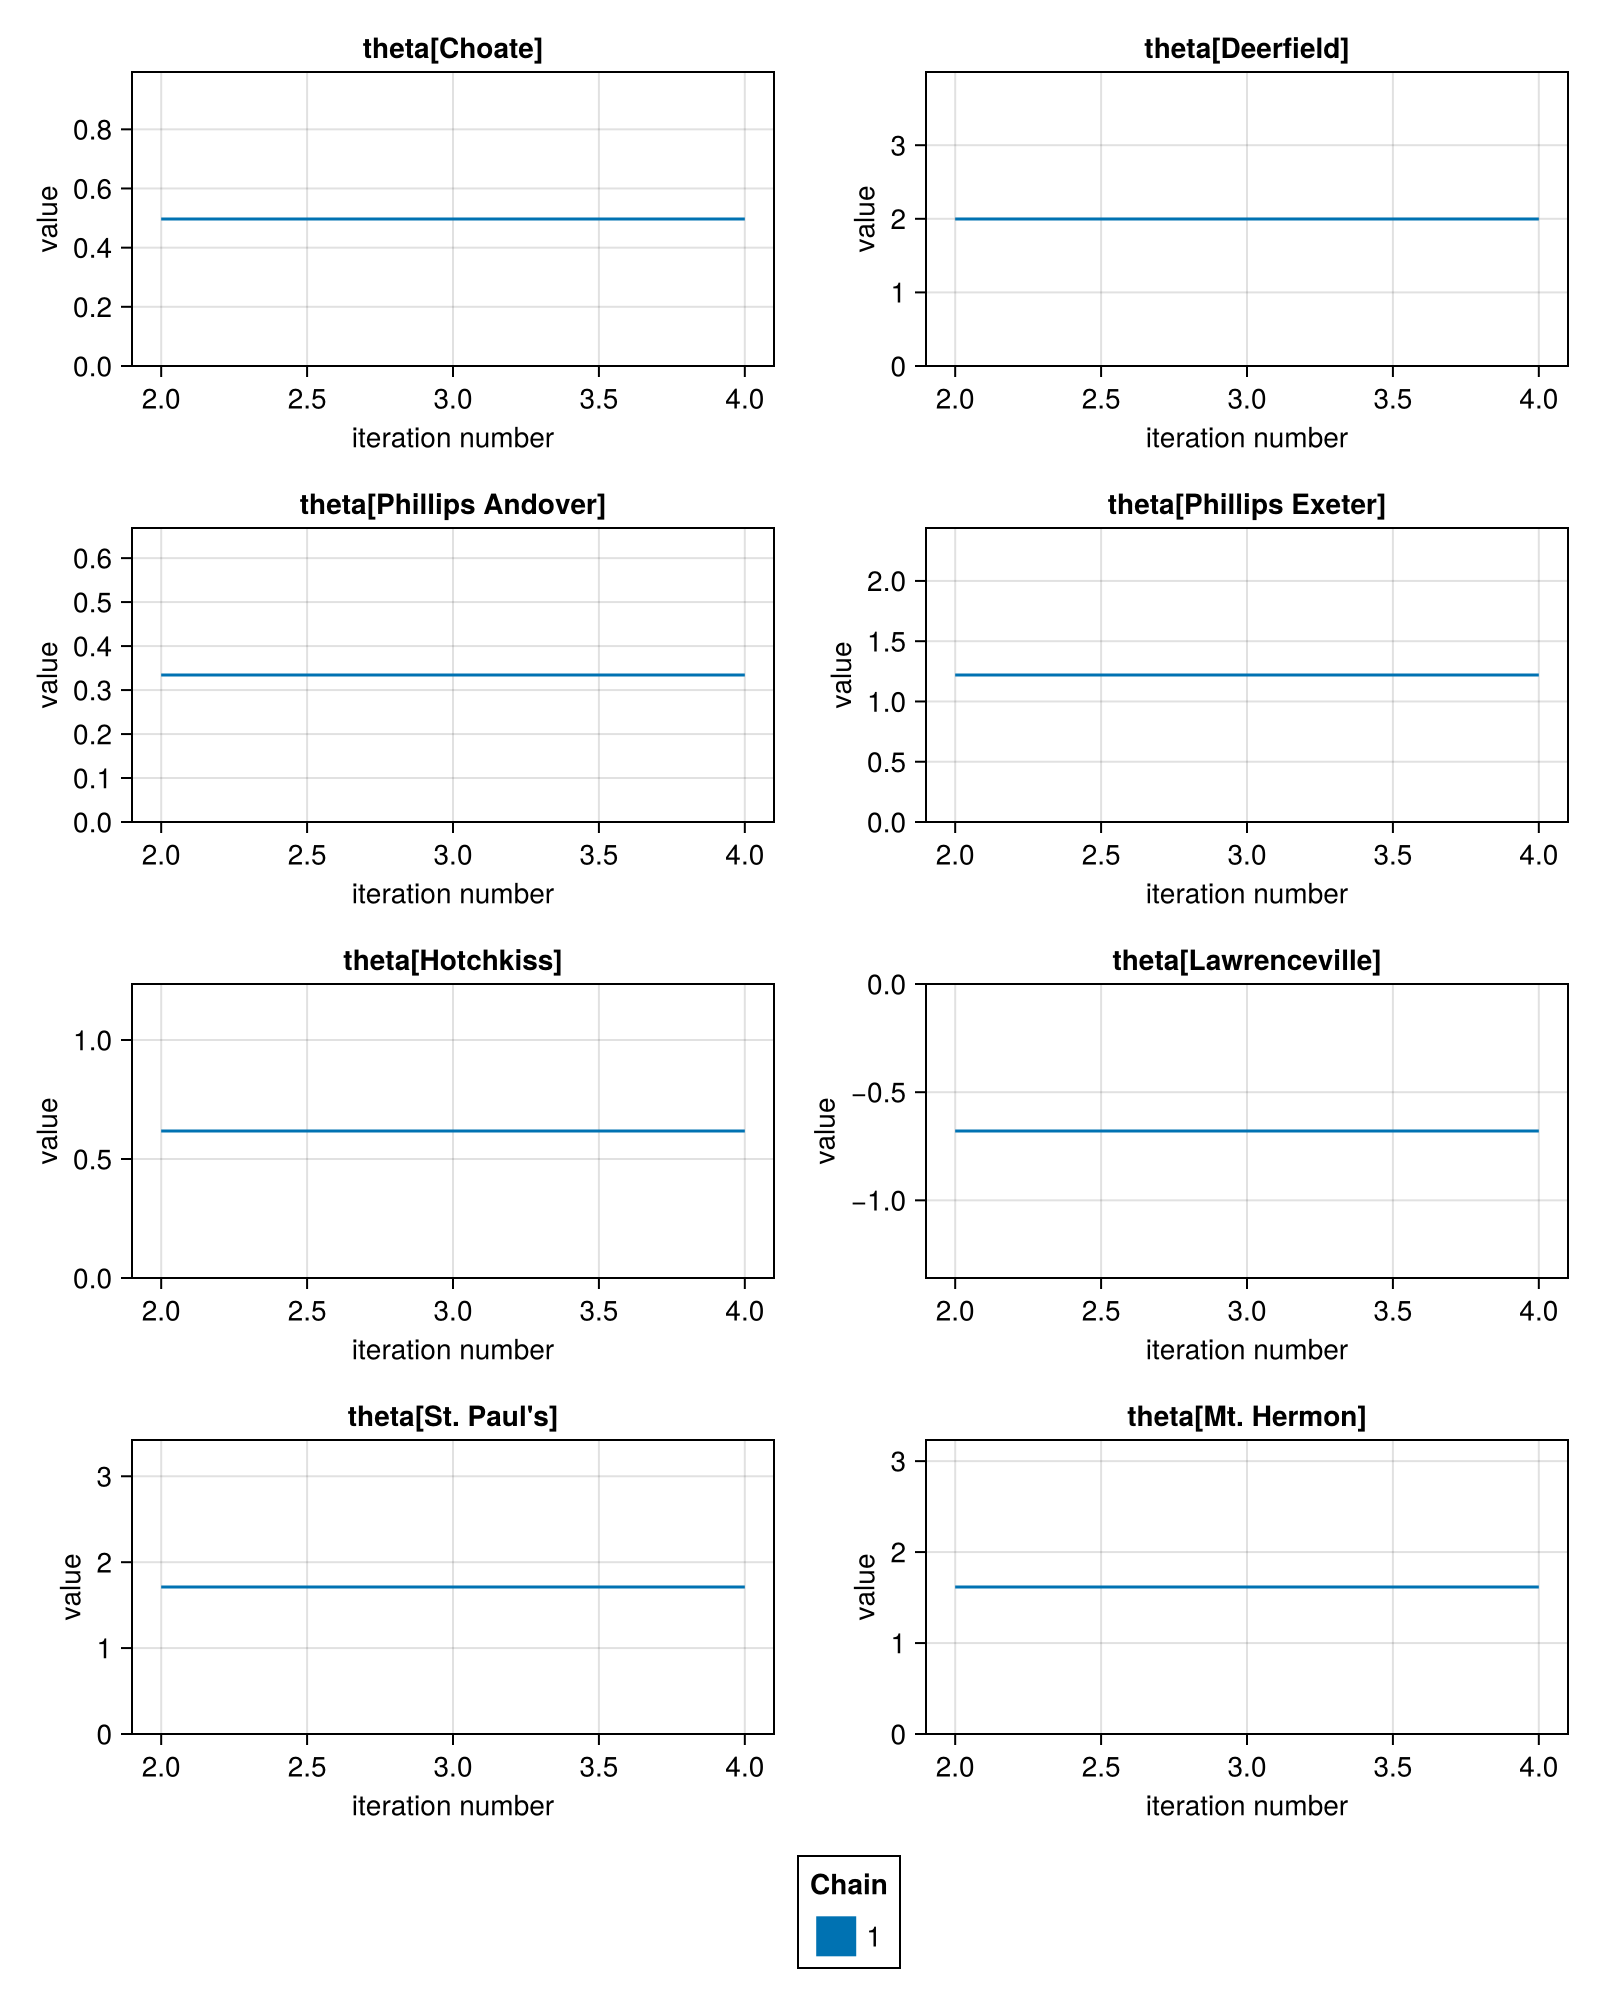 theta[Choate]
value
0.8
0.6
0.4
0.2
0.0
2.0 2.5 3.0 3.5 4.0
iteration number
theta[Deerfield]
value
3
2
1
0
2.0 2.5 3.0 3.5 4.0
iteration number
theta[Phillips Andover]
value
0.6
0.5
0.4
0.3
0.2
0.1
0.0
2.0 2.5 3.0 3.5 4.0
iteration number
theta[Phillips Exeter]
value
2.0
1.5
1.0
0.5
0.0
2.0 2.5 3.0 3.5 4.0
iteration number
theta[Hotchkiss]
value
1.0
0.5
0.0
2.0 2.5 3.0 3.5 4.0
iteration number
theta[Lawrenceville]
value
0.0
−0.5
−1.0
2.0 2.5 3.0 3.5 4.0
iteration number
theta[St. Paul's]
value
3
2
1
0
2.0 2.5 3.0 3.5 4.0
iteration number
theta[Mt. Hermon]
value
3
2
1
0
2.0 2.5 3.0 3.5 4.0
iteration number
Chain
1